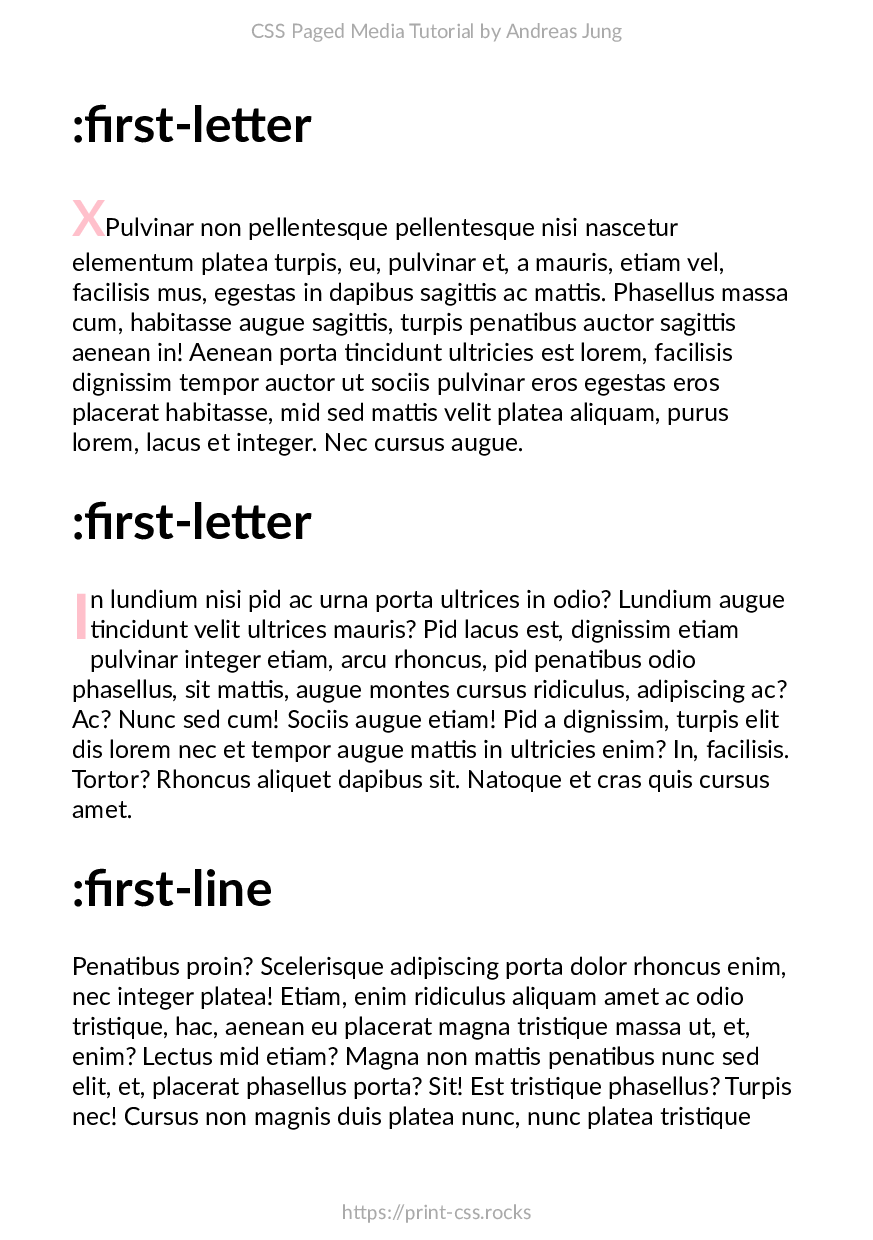 CSS Paged Media Tutorial by Andreas Jung
:first-letter
XPulvinar non pellentesque pellentesque nisi nascetur
elementum platea turpis, eu, pulvinar et, a mauris, etiam vel,
facilisis mus, egestas in dapibus sagittis ac mattis. Phasellus massa
cum, habitasse augue sagittis, turpis penatibus auctor sagittis
aenean in! Aenean porta tincidunt ultricies est lorem, facilisis
dignissim tempor auctor ut sociis pulvinar eros egestas eros
placerat habitasse, mid sed mattis velit platea aliquam, purus
lorem, lacus et integer. Nec cursus augue.
:first-letter
In lundium nisi pid ac urna porta ultrices in odio? Lundium augue
tincidunt velit ultrices mauris? Pid lacus est, dignissim etiam
pulvinar integer etiam, arcu rhoncus, pid penatibus odio
phasellus, sit mattis, augue montes cursus ridiculus, adipiscing ac?
Ac? Nunc sed cum! Sociis augue etiam! Pid a dignissim, turpis elit
dis lorem nec et tempor augue mattis in ultricies enim? In, facilisis.
Tortor? Rhoncus aliquet dapibus sit. Natoque et cras quis cursus
amet.
:first-line
Penatibus proin? Scelerisque adipiscing porta dolor rhoncus enim,
nec integer platea! Etiam, enim ridiculus aliquam amet ac odio
tristique, hac, aenean eu placerat magna tristique massa ut, et,
enim? Lectus mid etiam? Magna non mattis penatibus nunc sed
elit, et, placerat phasellus porta? Sit! Est tristique phasellus? Turpis
nec! Cursus non magnis duis platea nunc, nunc platea tristique
https://print-css.rocks